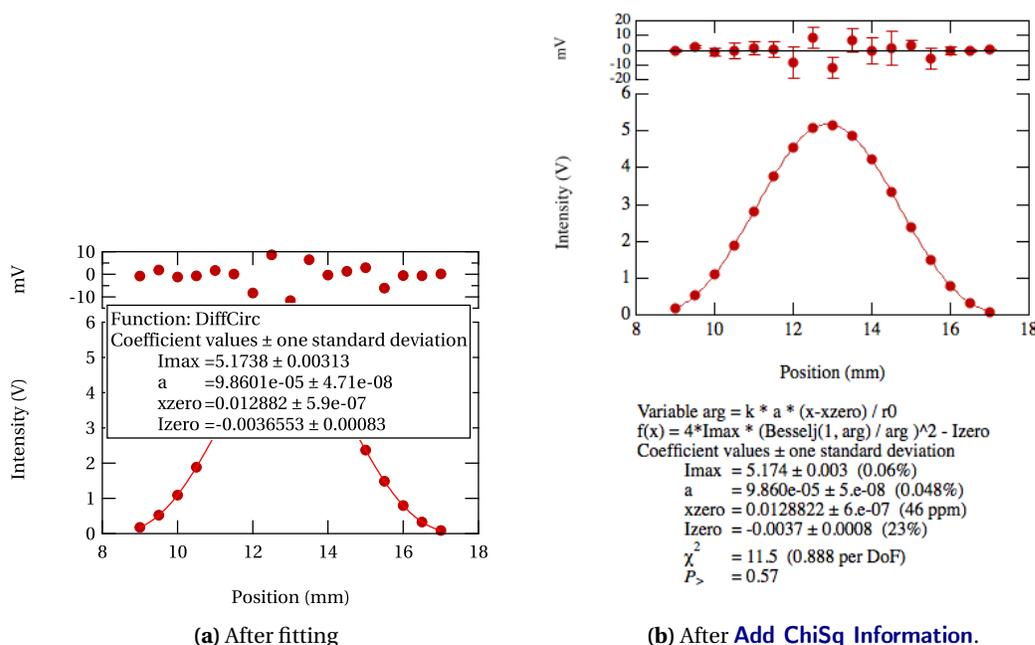 10
0
-10
mV
6
5
4
3
2
1
0
Intensity (V)
Function: DiffCirc
Coefficient values ± one standard deviation
Imax =5.1738 ± 0.00313
a =9.8601e-05 ± 4.71e-08
xzero =0.012882 ± 5.9e-07
Izero =-0.0036553 ± 0.00083
8 10 12 14 16 18
Position (mm)
(a) After fitting
20
10
0
-10
-20
mV
6
5
4
3
2
1
0
Intensity (V)
8 10 12 14 16 18
Position (mm)
Variable arg = k * a * (x-xzero) / r0
f(x) = 4*Imax * (Besselj(1, arg) / arg )^2 - Izero
Coefficient values ± one standard deviation
Imax = 5.174 ± 0.003 (0.06%)
a = 9.860e-05 ± 5.e-08 (0.048%)
xzero = 0.0128822 ± 6.e-07 (46 ppm)
Izero = -0.0037 ± 0.0008 (23%)
χ² = 11.5 (0.888 per DoF)
P> = 0.57
(b) After Add ChiSq Information.